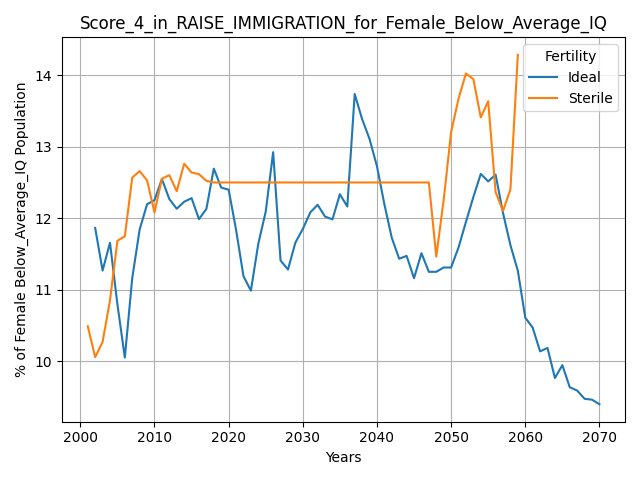 Score_4_in_RAISE_IMMIGRATION_for_Female_Below_Average_IQ
% of Female Below_Average_IQ Population
14
13
12
11
10
Fertility
Ideal
Sterile
2000 2010 2020 2030 2040 2050 2060 2070
Years